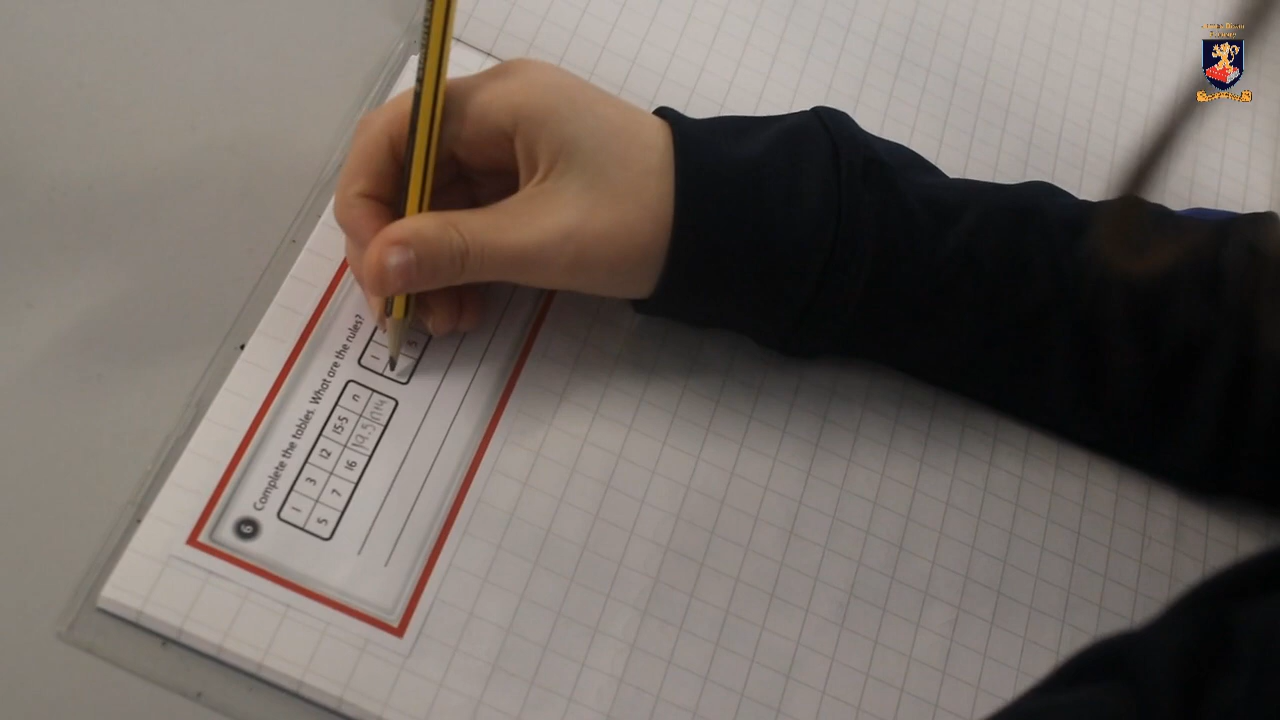 6 Complete the tables. What are the rules?
1 3 12 15·5 n
5 7 16 19.5 n+4
1
5